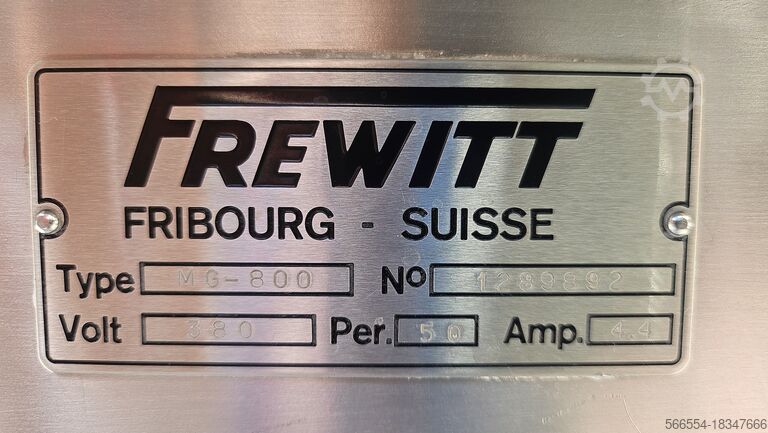 FREWITT
FRIBOURG - SUISSE
Type MG-800 No 1289892
Volt 380 Per. 50 Amp. 4.4
566554-18347666